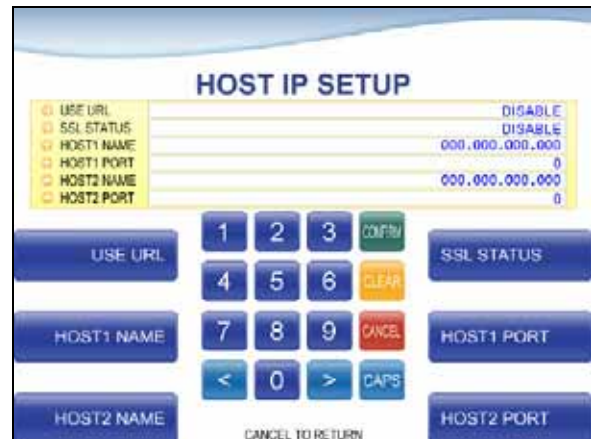 HOST IP SETUP
USE URL DISABLE
SSL STATUS DISABLE
HOST1 NAME 000.000.000.000
HOST1 PORT 0
HOST2 NAME 000.000.000.000
HOST2 PORT 0
1 2 3 CONFIRM
USE URL SSL STATUS
4 5 6 CLEAR
HOST1 NAME 7 8 9 CANCEL HOST1 PORT
< 0 > CAPS
HOST2 NAME HOST2 PORT
CANCEL TO RETURN